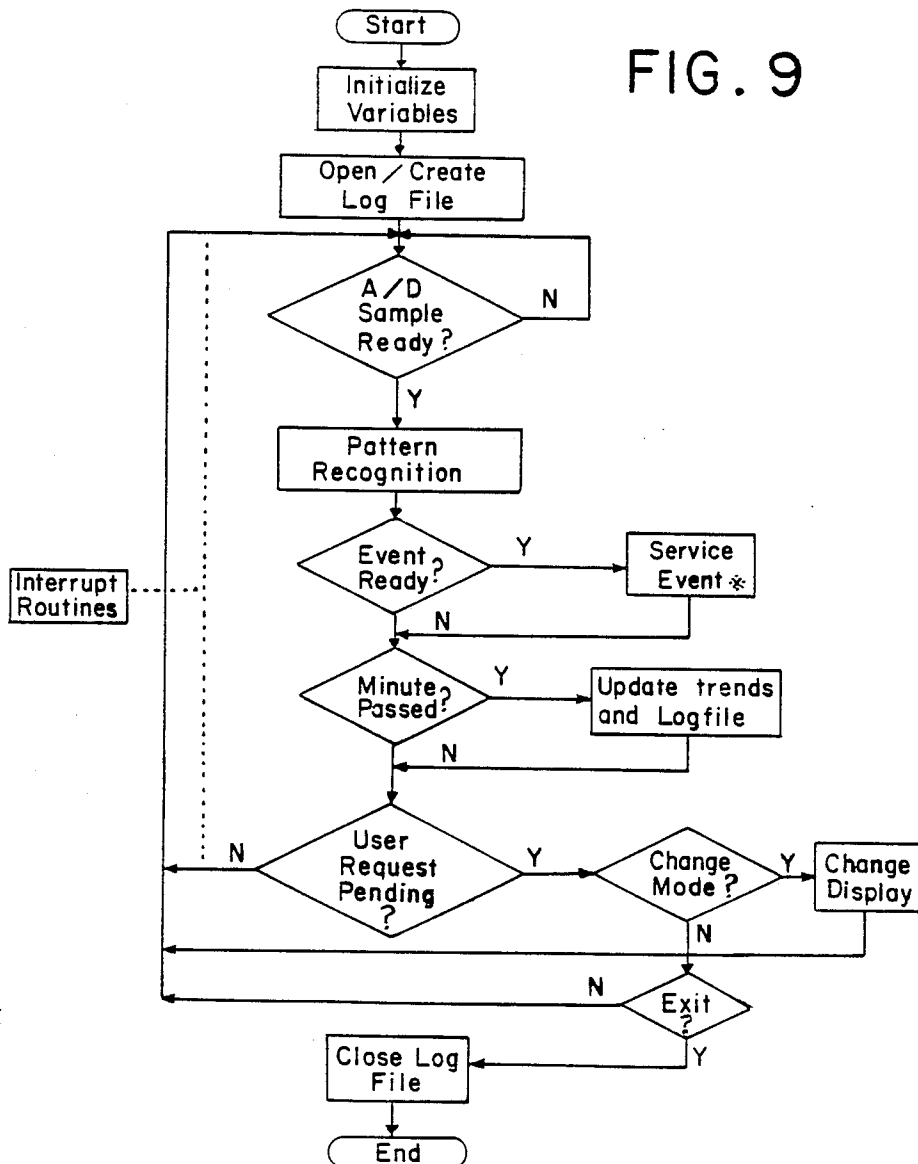 Start
FIG. 9
Initialize
Variables
Open / Create
Log File
A/D
Sample
Ready?
N
Y
Pattern
Recognition
Event
Ready?
Y
Service
Event ※
N
Interrupt
Routines
Minute
Passed?
Y
Update trends
and Logfile
N
User
Request
Pending
?
N
Y
Change
Mode?
Y
Change
Display
N
Exit
?
N
Y
Close Log
File
End